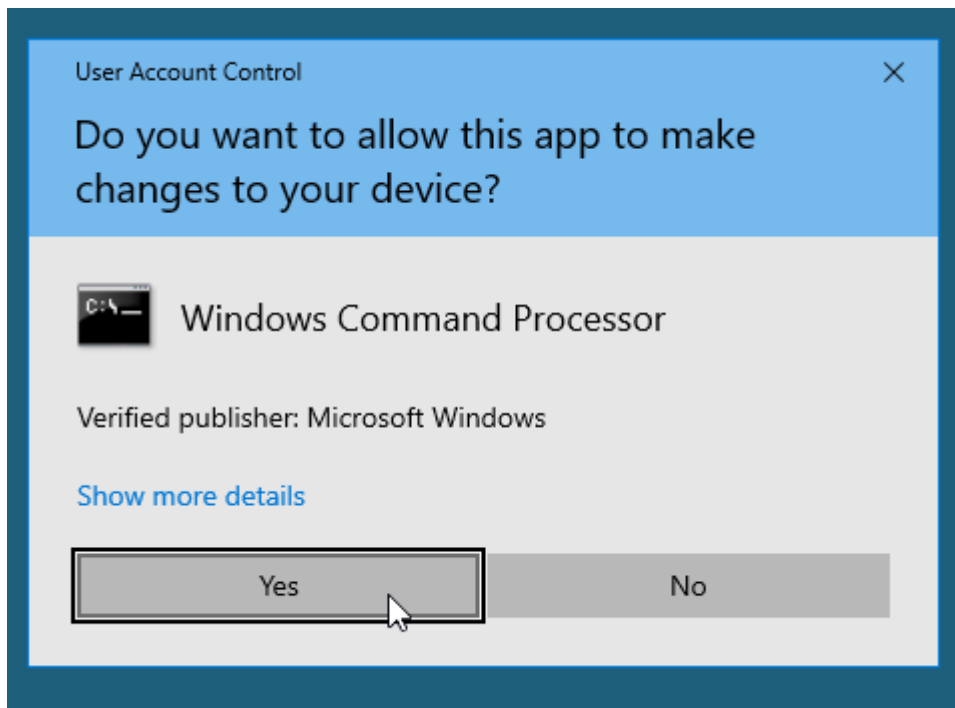 User Account Control
Do you want to allow this app to make
changes to your device?
C:\_
Windows Command Processor
Verified publisher: Microsoft Windows
Show more details
Yes No